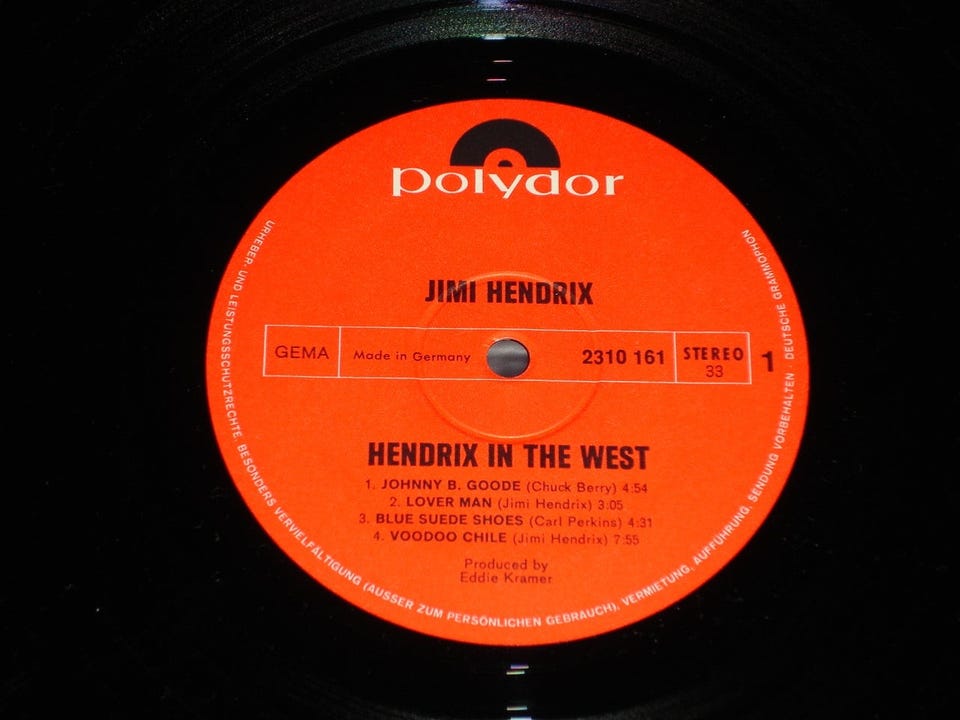 polydor
JIMI HENDRIX
GEMA
Made in Germany
2310 161
STEREO
33
1
HENDRIX IN THE WEST
1. JOHNNY B. GOODE (Chuck Berry) 4:54
2. LOVER MAN (Jimi Hendrix) 3:05
3. BLUE SUEDE SHOES (Carl Perkins) 4:31
4. VOODOO CHILE (Jimi Hendrix) 7:55
Produced by
Eddie Kramer
URHEBER- UND LEISTUNGSSCHUTZRECHTE, BESONDERS VERVIELFÄLTIGUNG (AUSSER ZUM PERSÖNLICHEN GEBRAUCH), VERMIETUNG, AUFFÜHRUNG, SENDUNG VORBEHALTEN · DEUTSCHE GRAMMOPHON